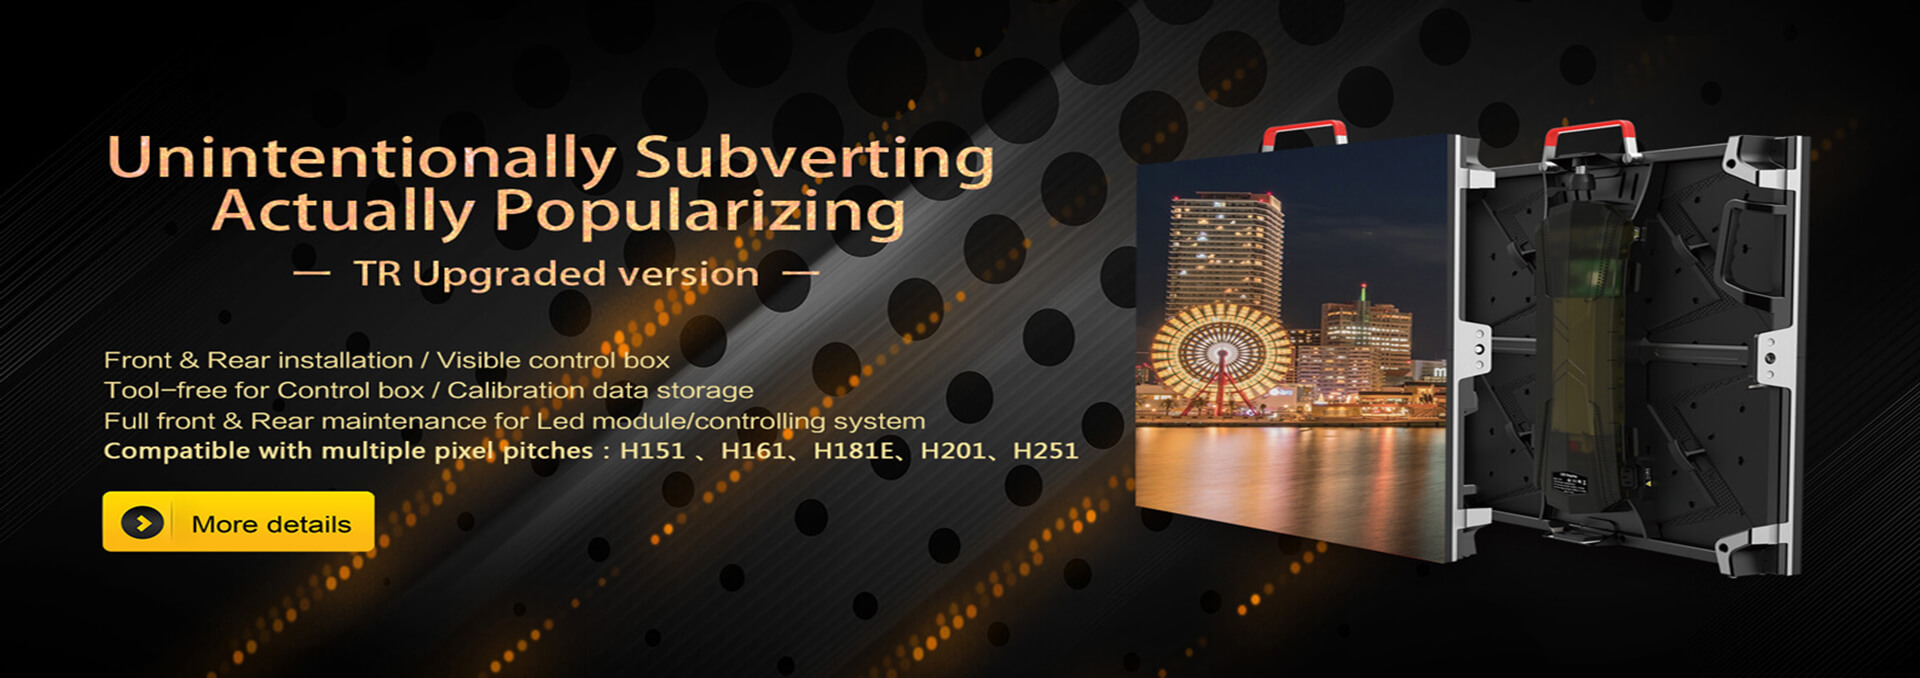 Unintentionally Subverting
Actually Popularizing
— TR Upgraded version —
Front & Rear installation / Visible control box
Tool-free for Control box / Calibration data storage
Full front & Rear maintenance for Led module/controlling system
Compatible with multiple pixel pitches : H151 、H161、H181E、H201、H251
More details